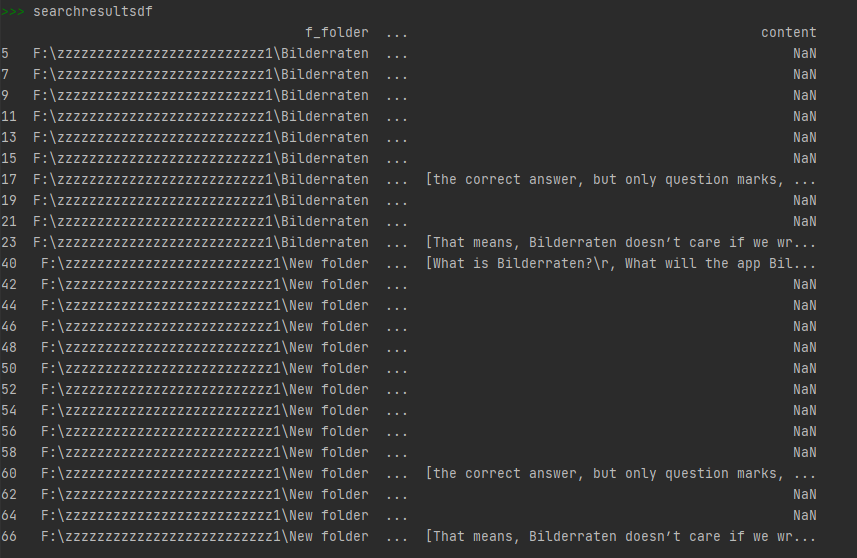 >>> searchresultsdf
f_folder ... content
5 F:\zzzzzzzzzzzzzzzzzzzzzzzzzz1\Bilderraten ... NaN
7 F:\zzzzzzzzzzzzzzzzzzzzzzzzzz1\Bilderraten ... NaN
9 F:\zzzzzzzzzzzzzzzzzzzzzzzzzz1\Bilderraten ... NaN
11 F:\zzzzzzzzzzzzzzzzzzzzzzzzzz1\Bilderraten ... NaN
13 F:\zzzzzzzzzzzzzzzzzzzzzzzzzz1\Bilderraten ... NaN
15 F:\zzzzzzzzzzzzzzzzzzzzzzzzzz1\Bilderraten ... NaN
17 F:\zzzzzzzzzzzzzzzzzzzzzzzzzz1\Bilderraten ... [the correct answer, but only question marks, ...
19 F:\zzzzzzzzzzzzzzzzzzzzzzzzzz1\Bilderraten ... NaN
21 F:\zzzzzzzzzzzzzzzzzzzzzzzzzz1\Bilderraten ... NaN
23 F:\zzzzzzzzzzzzzzzzzzzzzzzzzz1\Bilderraten ... [That means, Bilderraten doesn’t care if we wr...
40 F:\zzzzzzzzzzzzzzzzzzzzzzzzzz1\New folder ... [What is Bilderraten?\r, What will the app Bil...
42 F:\zzzzzzzzzzzzzzzzzzzzzzzzzz1\New folder ... NaN
44 F:\zzzzzzzzzzzzzzzzzzzzzzzzzz1\New folder ... NaN
46 F:\zzzzzzzzzzzzzzzzzzzzzzzzzz1\New folder ... NaN
48 F:\zzzzzzzzzzzzzzzzzzzzzzzzzz1\New folder ... NaN
50 F:\zzzzzzzzzzzzzzzzzzzzzzzzzz1\New folder ... NaN
52 F:\zzzzzzzzzzzzzzzzzzzzzzzzzz1\New folder ... NaN
54 F:\zzzzzzzzzzzzzzzzzzzzzzzzzz1\New folder ... NaN
56 F:\zzzzzzzzzzzzzzzzzzzzzzzzzz1\New folder ... NaN
58 F:\zzzzzzzzzzzzzzzzzzzzzzzzzz1\New folder ... NaN
60 F:\zzzzzzzzzzzzzzzzzzzzzzzzzz1\New folder ... [the correct answer, but only question marks, ...
62 F:\zzzzzzzzzzzzzzzzzzzzzzzzzz1\New folder ... NaN
64 F:\zzzzzzzzzzzzzzzzzzzzzzzzzz1\New folder ... NaN
66 F:\zzzzzzzzzzzzzzzzzzzzzzzzzz1\New folder ... [That means, Bilderraten doesn’t care if we wr...